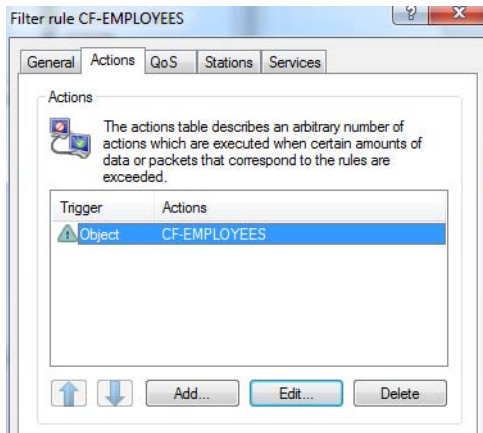 Filter rule CF-EMPLOYEES
? X
General Actions QoS Stations Services
Actions
The actions table describes an arbitrary number of
actions which are executed when certain amounts of
data or packets that correspond to the rules are
exceeded.
Trigger Actions
Object CF-EMPLOYEES
Add... Edit... Delete